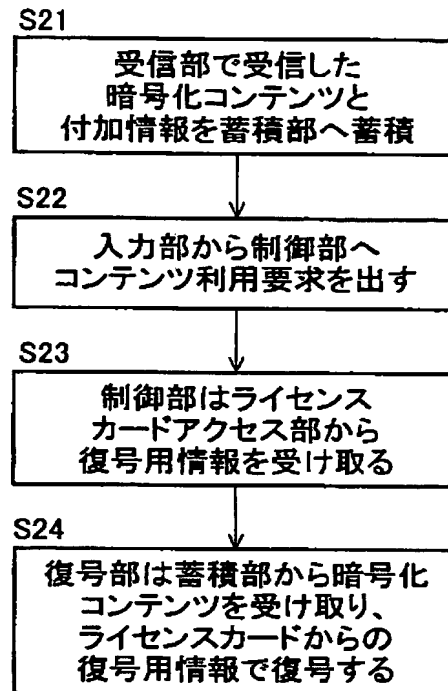 S21
受信部で受信した
暗号化コンテンツと
付加情報を蓄積部へ蓄積
S22
入力部から制御部へ
コンテンツ利用要求を出す
S23
制御部はライセンス
カードアクセス部から
復号用情報を受け取る
S24
復号部は蓄積部から暗号化
コンテンツを受け取り、
ライセンスカードからの
復号用情報で復号する